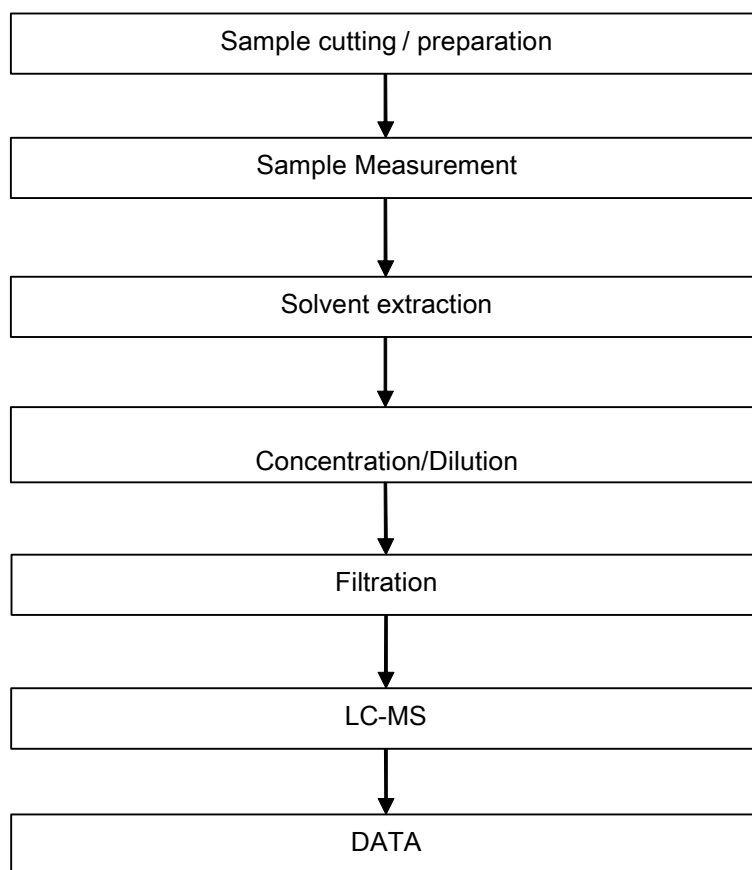 Sample cutting / preparation
Sample Measurement
Solvent extraction
Concentration/Dilution
Filtration
LC-MS
DATA